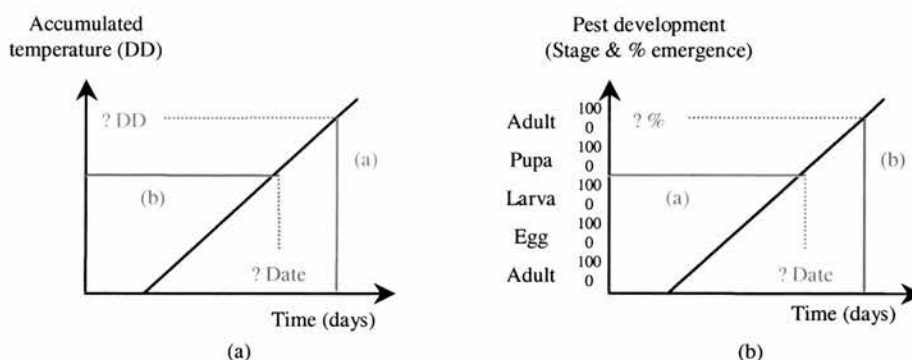 Accumulated
temperature (DD)
? DD
(a)
(b)
? Date
Time (days)
(a)
Pest development
(Stage & % emergence)
Adult
100
0
Pupa
100
0
Larva
100
0
Egg
100
0
Adult
100
0
? %
(b)
(a)
? Date
Time (days)
(b)